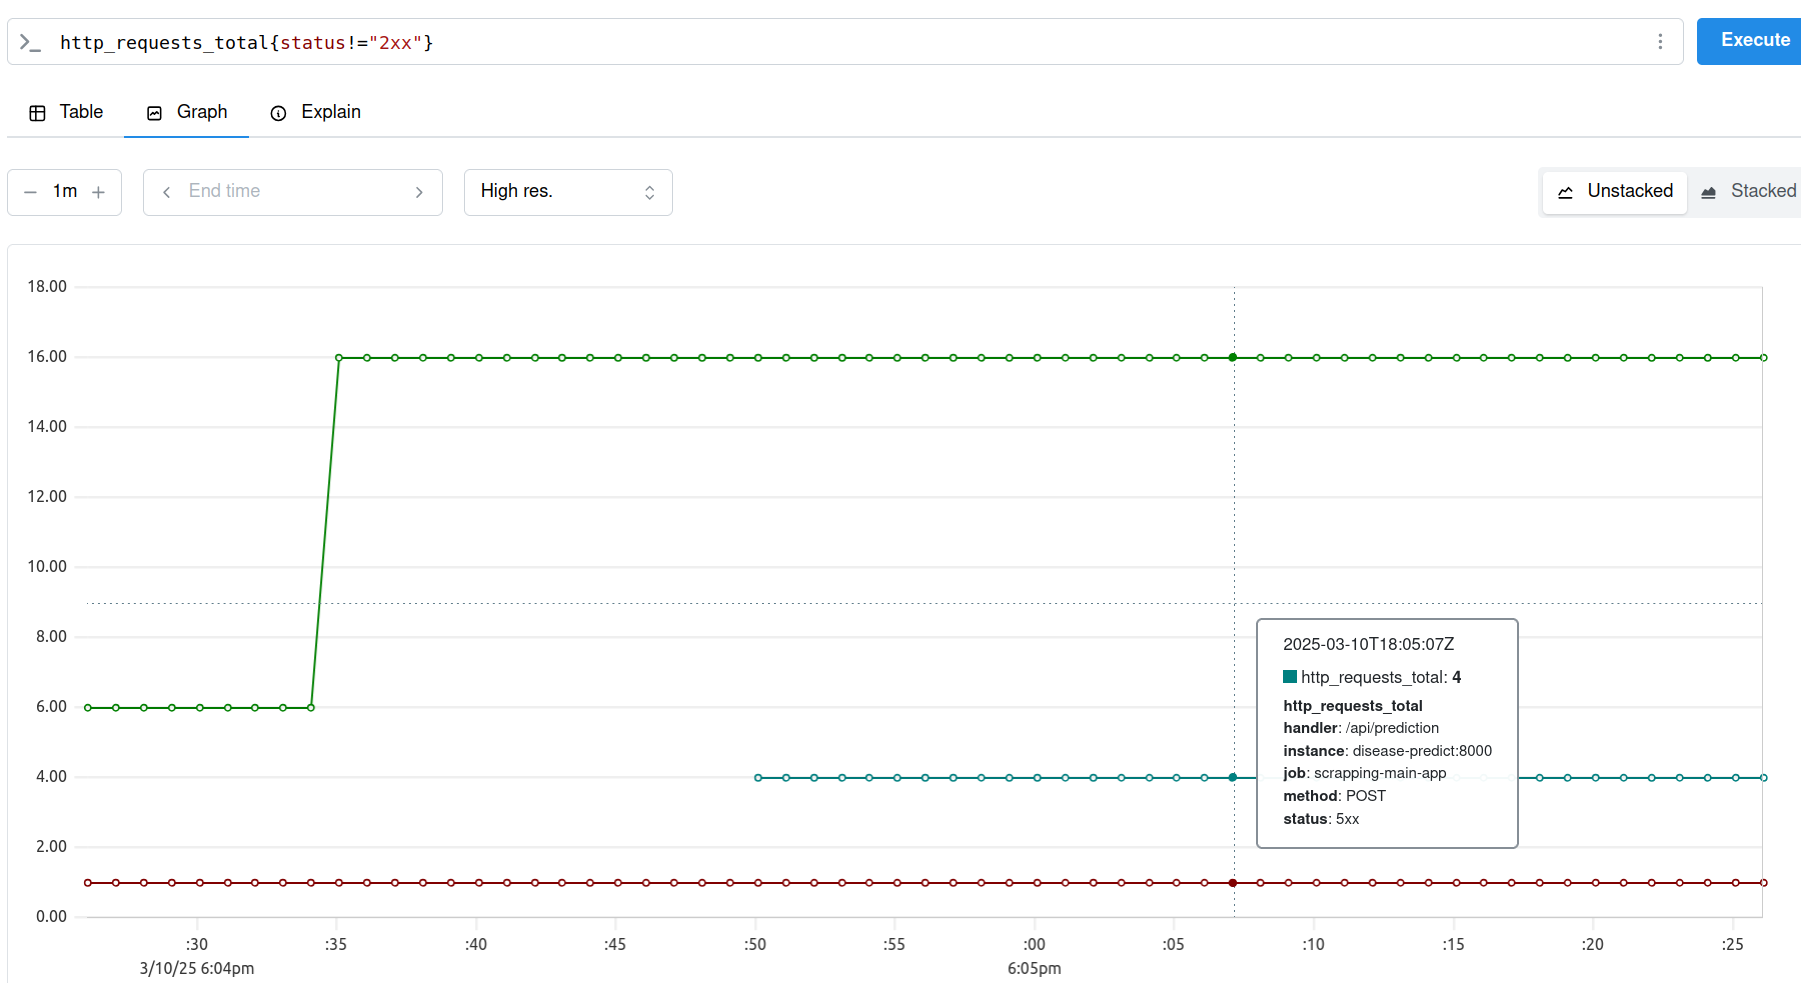 http_requests_total{status!="2xx"}
Execute
Table Graph Explain
1m End time High res. Unstacked Stacked
18.00
16.00
14.00
12.00
10.00
8.00
6.00
4.00
2.00
0.00
2025-03-10T18:05:07Z
http_requests_total: 4
http_requests_total
handler: /api/prediction
instance: disease-predict:8000
job: scrapping-main-app
method: POST
status: 5xx
:30 :35 :40 :45 :50 :55 :00 :05 :10 :15 :20 :25
3/10/25 6:04pm 6:05pm